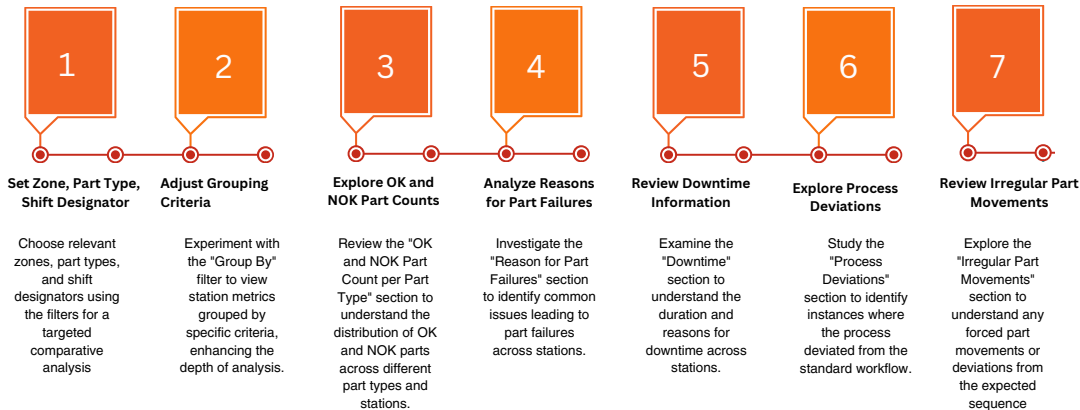 1
Set Zone, Part Type,
Shift Designator
Choose relevant
zones, part types,
and shift
designators using
the filters for a
targeted
comparative
analysis
2
Adjust Grouping
Criteria
Experiment with
the "Group By"
filter to view
station metrics
grouped by
specific criteria,
enhancing the
depth of analysis.
3
Explore OK and
NOK Part Counts
Review the "OK
and NOK Part
Count per Part
Type" section to
understand the
distribution of OK
and NOK parts
across different
part types and
stations.
4
Analyze Reasons
for Part Failures
Investigate the
"Reason for Part
Failures" section
to identify common
issues leading to
part failures
across stations.
5
Review Downtime
Information
Examine the
"Downtime"
section to
understand the
duration and
reasons for
downtime across
stations.
6
Explore Process
Deviations
Study the
"Process
Deviations"
section to identify
instances where
the process
deviated from the
standard workflow.
7
Review Irregular Part
Movements
Explore the
"Irregular Part
Movements"
section to
understand any
forced part
movements or
deviations from
the expected
sequence